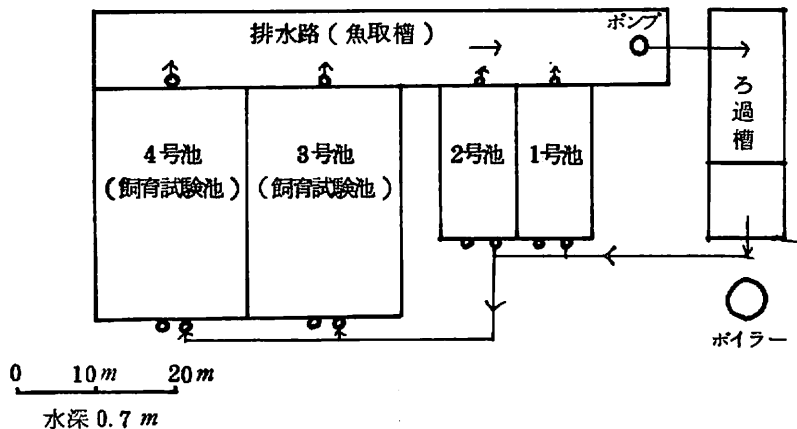 排水路(魚取槽)
ポンプ
ろ過槽
4号池
(飼育試験池)
3号池
(飼育試験池)
2号池
1号池
ボイラー
0 10m 20m
水深0.7m